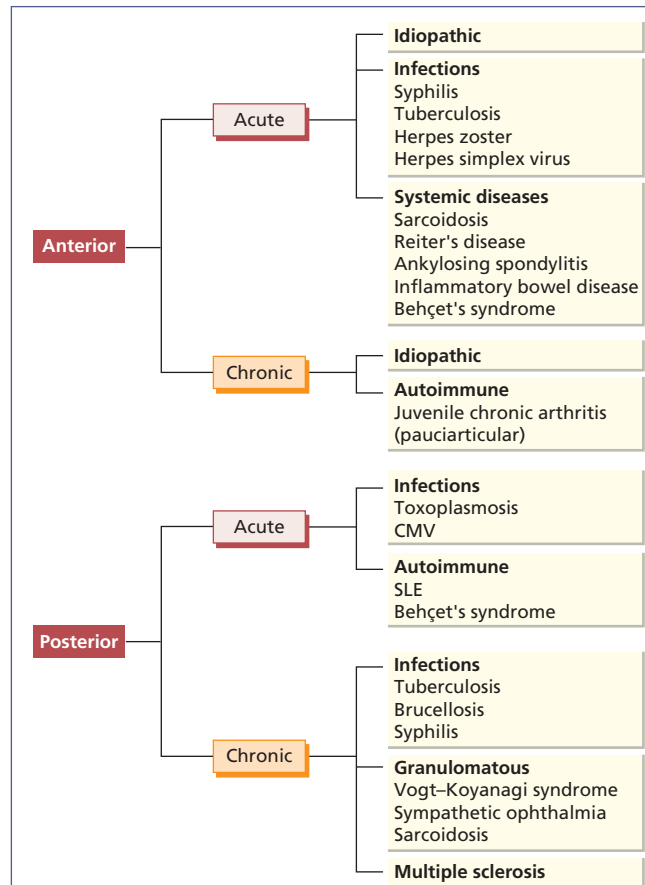 Anterior
Acute
Idiopathic
Infections
Syphilis
Tuberculosis
Herpes zoster
Herpes simplex virus
Systemic diseases
Sarcoidosis
Reiter's disease
Ankylosing spondylitis
Inflammatory bowel disease
Behçet's syndrome
Chronic
Idiopathic
Autoimmune
Juvenile chronic arthritis
(pauciarticular)
Posterior
Acute
Infections
Toxoplasmosis
CMV
Autoimmune
SLE
Behçet's syndrome
Chronic
Infections
Tuberculosis
Brucellosis
Syphilis
Granulomatous
Vogt–Koyanagi syndrome
Sympathetic ophthalmia
Sarcoidosis
Multiple sclerosis